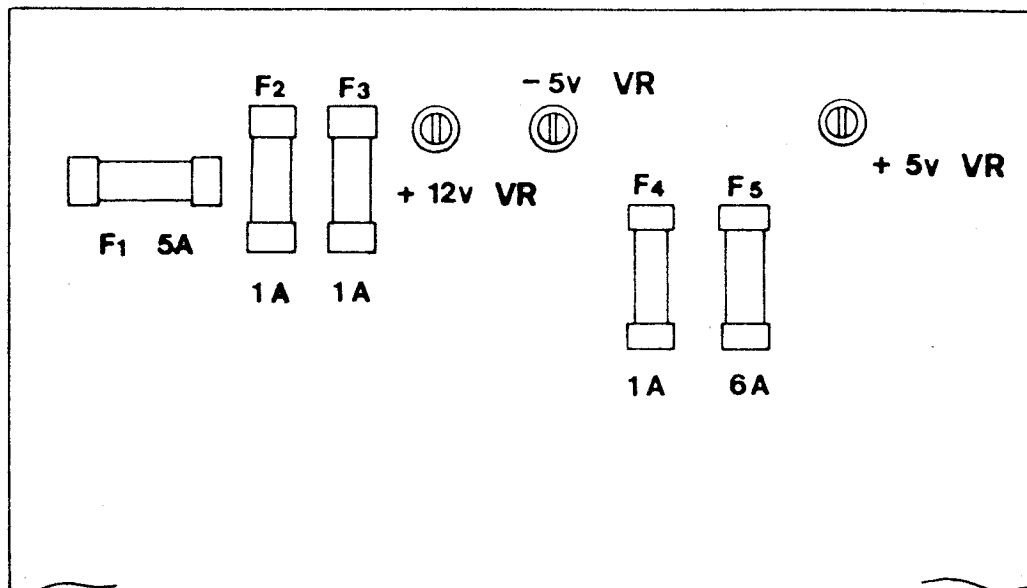 F2 F3 - 5v VR
+ 12v VR
+ 5v VR
F1 5A
1A 1A
F4 F5
1A 6A